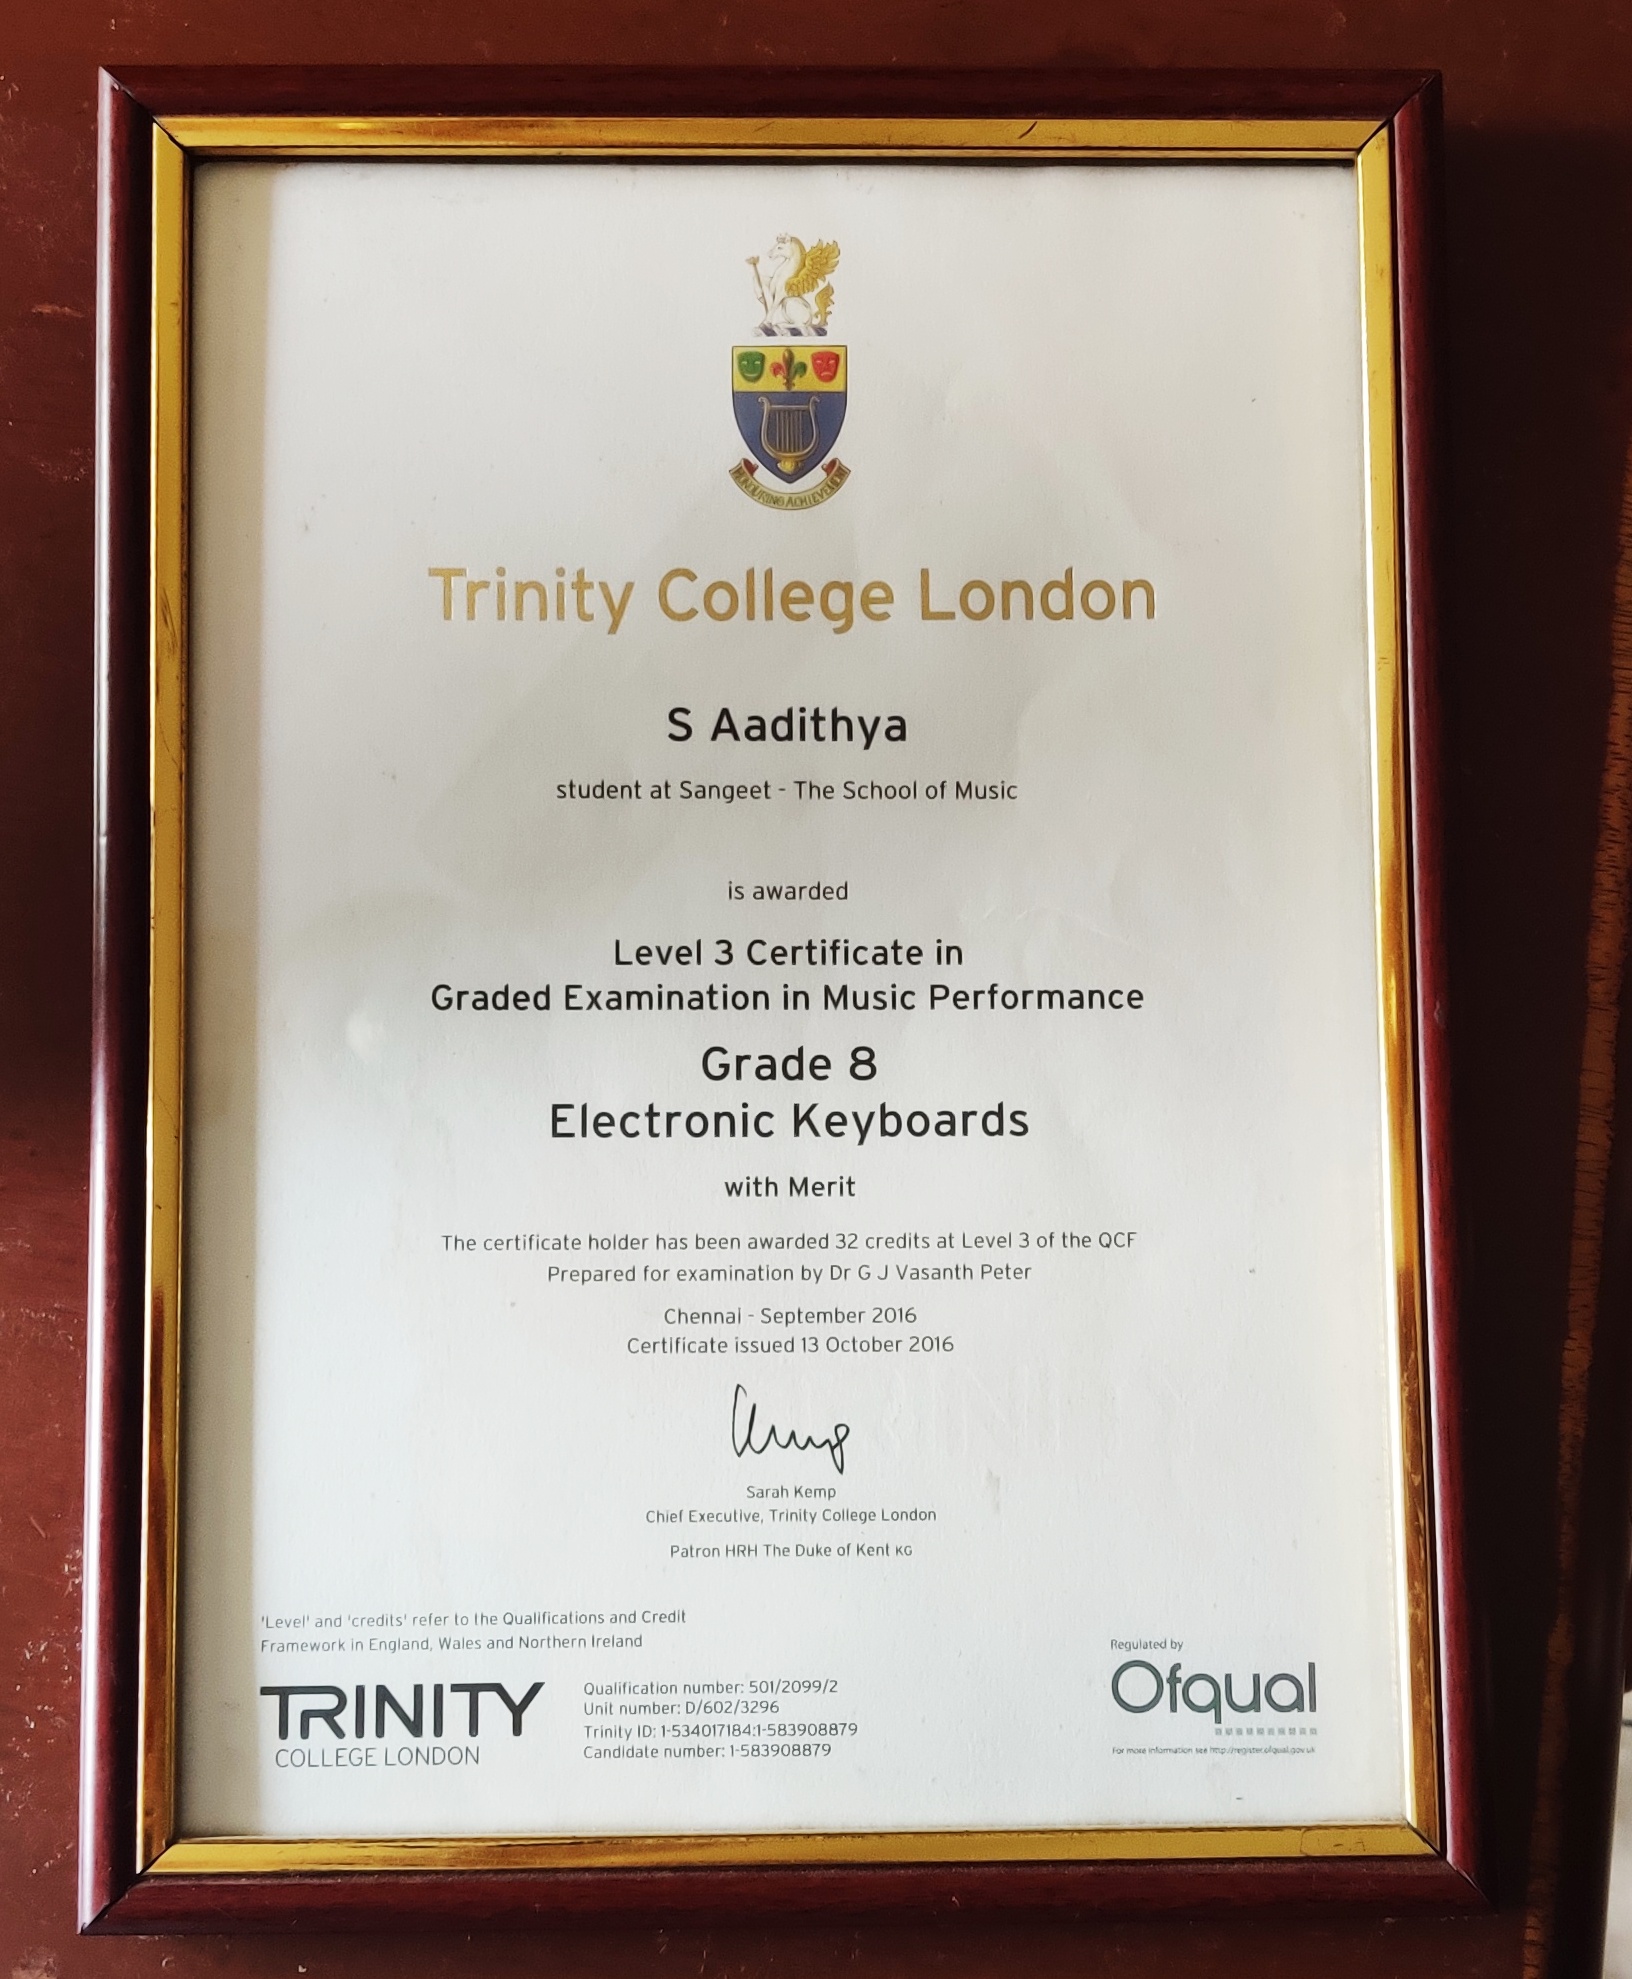 HONOURING ACHIEVEMENT
Trinity College London
S Aadithya
student at Sangeet - The School of Music
is awarded
Level 3 Certificate in
Graded Examination in Music Performance
Grade 8
Electronic Keyboards
with Merit
The certificate holder has been awarded 32 credits at Level 3 of the QCF
Prepared for examination by Dr G J Vasanth Peter
Chennai - September 2016
Certificate issued 13 October 2016
Sarah Kemp
Chief Executive, Trinity College London
Patron HRH The Duke of Kent KG
'Level' and 'credits' refer to the Qualifications and Credit
Framework in England, Wales and Northern Ireland
TRINITY
COLLEGE LONDON
Qualification number: 501/2099/2
Unit number: D/602/3296
Trinity ID: 1-534017184:1-583908879
Candidate number: 1-583908879
Regulated by
Ofqual
For more information see http://register.ofqual.gov.uk